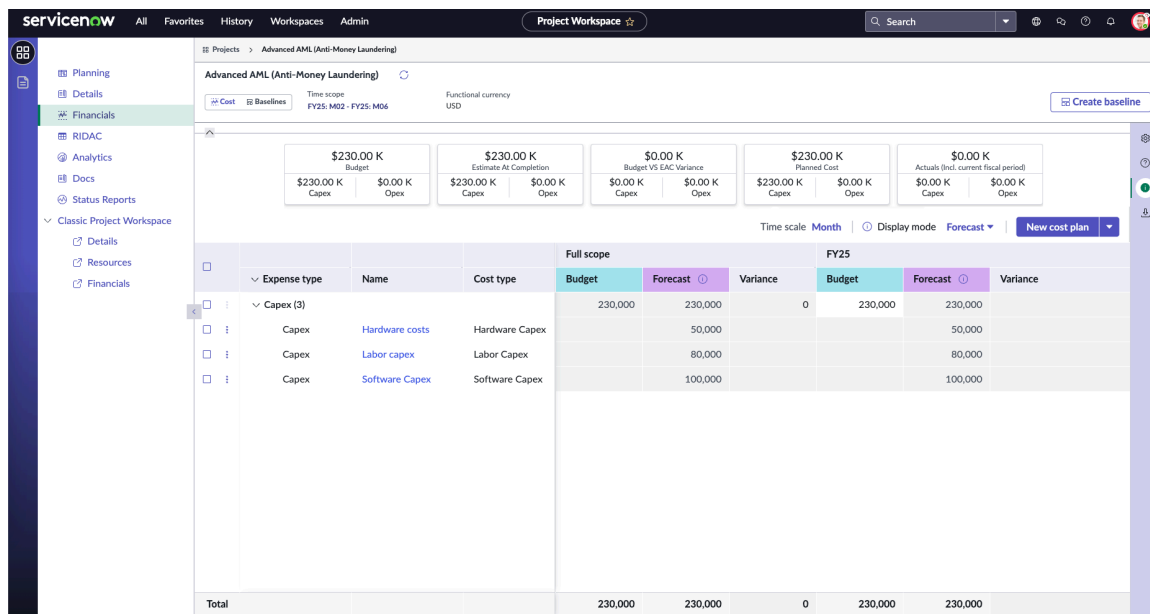 servicenow All Favorites History Workspaces Admin Project Workspace ☆ Search
Projects > Advanced AML (Anti-Money Laundering)
Advanced AML (Anti-Money Laundering)
Cost Baselines
Time scope
FY25: M02 - FY25: M06
Functional currency
USD
Create baseline
Planning
Details
Financials
RIDAC
Analytics
Docs
Status Reports
Classic Project Workspace
Details
Resources
Financials
$230.00 K
Budget
$230.00 K $0.00 K
Capex Opex
$230.00 K
Estimate At Completion
$230.00 K $0.00 K
Capex Opex
$0.00 K
Budget VS EAC Variance
$0.00 K $0.00 K
Capex Opex
$230.00 K
Planned Cost
$230.00 K $0.00 K
Capex Opex
$0.00 K
Actuals (Incl. current fiscal period)
$0.00 K $0.00 K
Capex Opex
Time scale Month Display mode Forecast New cost plan
Full scope FY25
Expense type Name Cost type Budget Forecast Variance Budget Forecast Variance
Capex (3) 230,000 230,000 0 230,000 230,000
Capex Hardware costs Hardware Capex 50,000 50,000
Capex Labor capex Labor Capex 80,000 80,000
Capex Software Capex Software Capex 100,000 100,000
Total 230,000 230,000 0 230,000 230,000